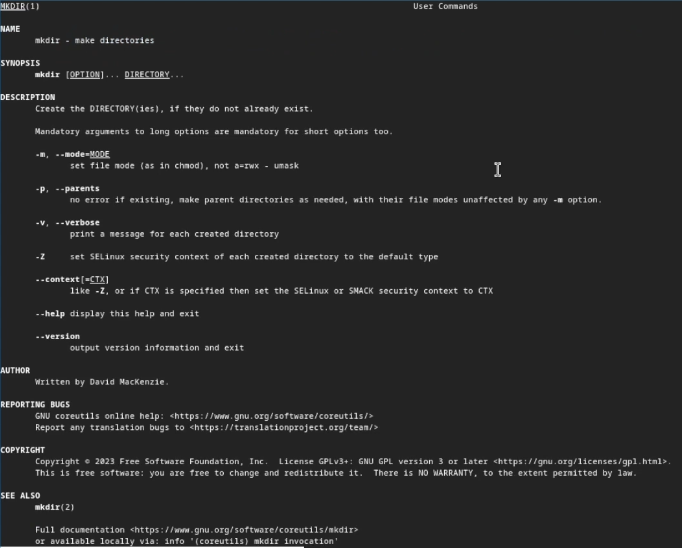 MKDIR(1) User Commands
NAME
mkdir - make directories
SYNOPSIS
mkdir [OPTION]... DIRECTORY...
DESCRIPTION
Create the DIRECTORY(ies), if they do not already exist.
Mandatory arguments to long options are mandatory for short options too.
-m, --mode=MODE
set file mode (as in chmod), not a=rwx - umask
-p, --parents
no error if existing, make parent directories as needed, with their file modes unaffected by any -m option.
-v, --verbose
print a message for each created directory
-Z set SELinux security context of each created directory to the default type
--context[=CTX]
like -Z, or if CTX is specified then set the SELinux or SMACK security context to CTX
--help display this help and exit
--version
output version information and exit
AUTHOR
Written by David MacKenzie.
REPORTING BUGS
GNU coreutils online help: <https://www.gnu.org/software/coreutils/>
Report any translation bugs to <https://translationproject.org/team/>
COPYRIGHT
Copyright © 2023 Free Software Foundation, Inc. License GPLv3+: GNU GPL version 3 or later <https://gnu.org/licenses/gpl.html>.
This is free software: you are free to change and redistribute it. There is NO WARRANTY, to the extent permitted by law.
SEE ALSO
mkdir(2)
Full documentation <https://www.gnu.org/software/coreutils/mkdir>
or available locally via: info '(coreutils) mkdir invocation'